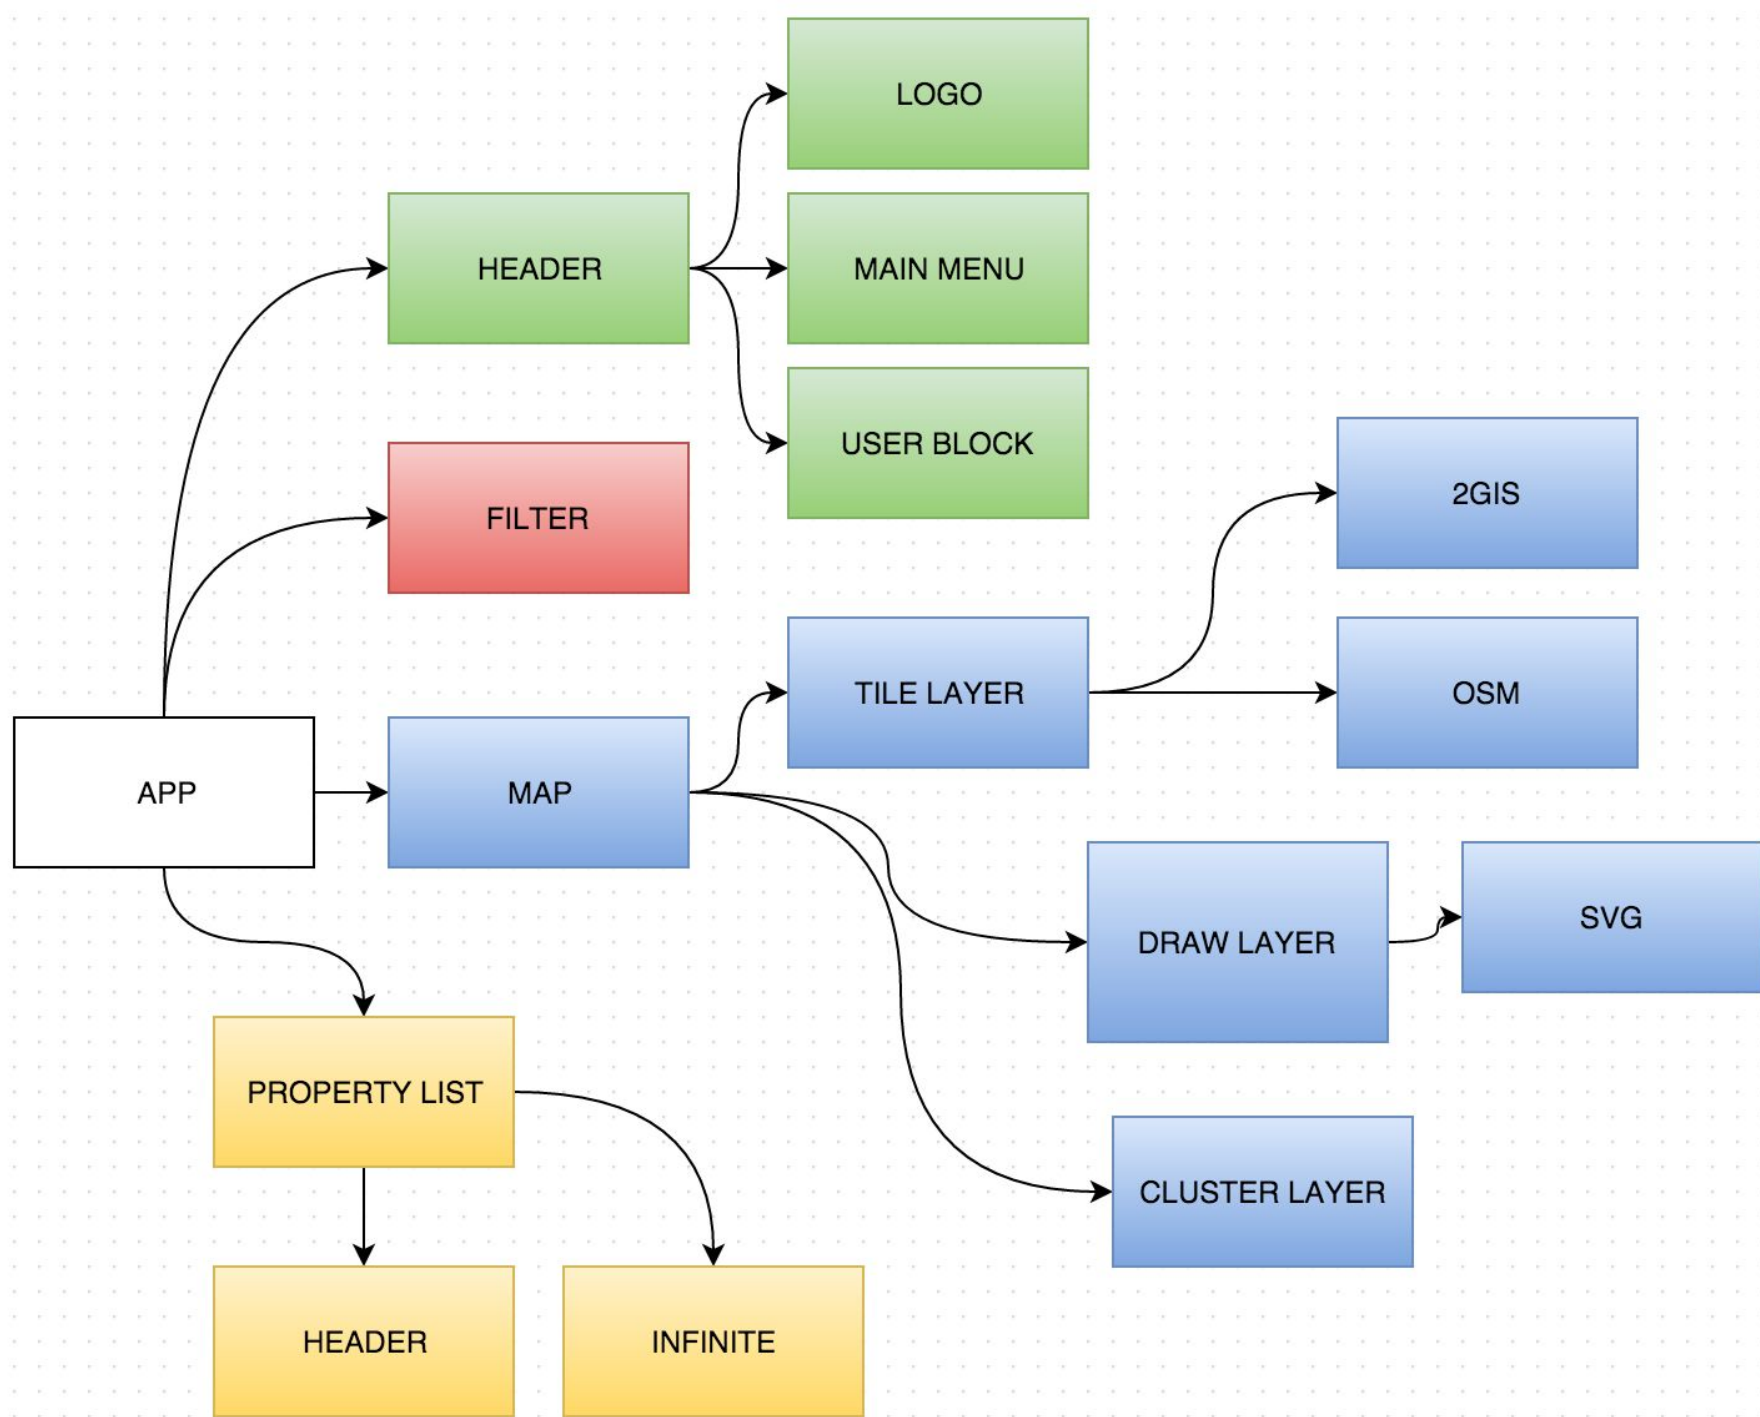 LOGO
HEADER
MAIN MENU
USER BLOCK
FILTER
2GIS
TILE LAYER
OSM
APP
MAP
DRAW LAYER
SVG
PROPERTY LIST
CLUSTER LAYER
HEADER
INFINITE